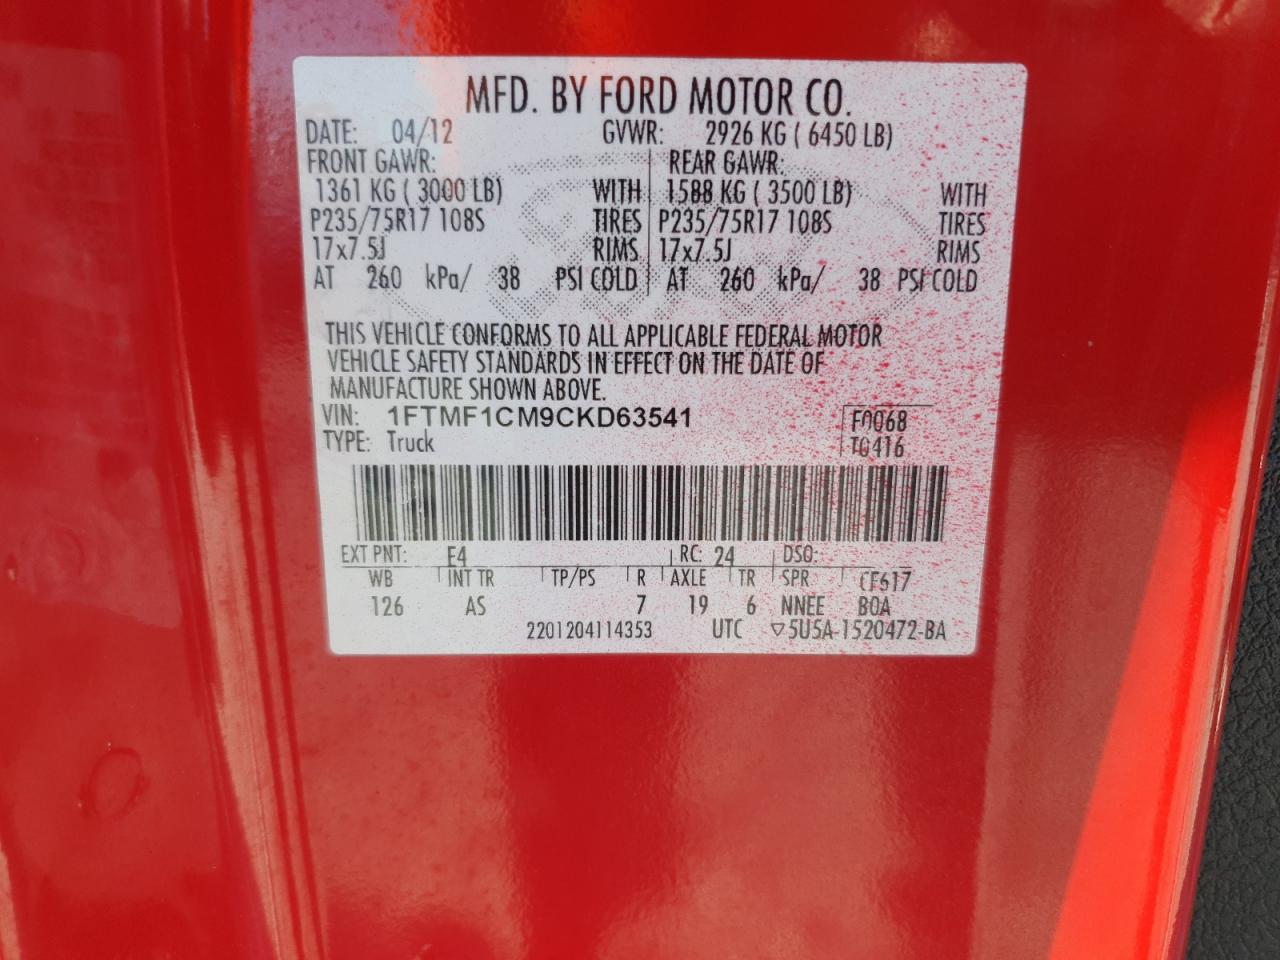 MFD. BY FORD MOTOR CO.
DATE: 04/12 GVWR: 2926 KG ( 6450 LB)
FRONT GAWR: REAR GAWR:
1361 KG ( 3000 LB) WITH 1588 KG ( 3500 LB) WITH
P235/75R17 108S TIRES P235/75R17 108S TIRES
17x7.5J RIMS 17x7.5J RIMS
AT 260 kPa/ 38 PSI COLD AT 260 kPa/ 38 PSI COLD
THIS VEHICLE CONFORMS TO ALL APPLICABLE FEDERAL MOTOR
VEHICLE SAFETY STANDARDS IN EFFECT ON THE DATE OF
MANUFACTURE SHOWN ABOVE.
VIN: 1FTMF1CM9CKD63541 F0068
TYPE: Truck T0416
EXT PNT: E4 RC: 24 DSO:
WB INT TR TP/PS R AXLE TR SPR CF617
126 AS 7 19 6 NNEE BOA
2201204114353 UTC ▽5U5A-1520472-BA